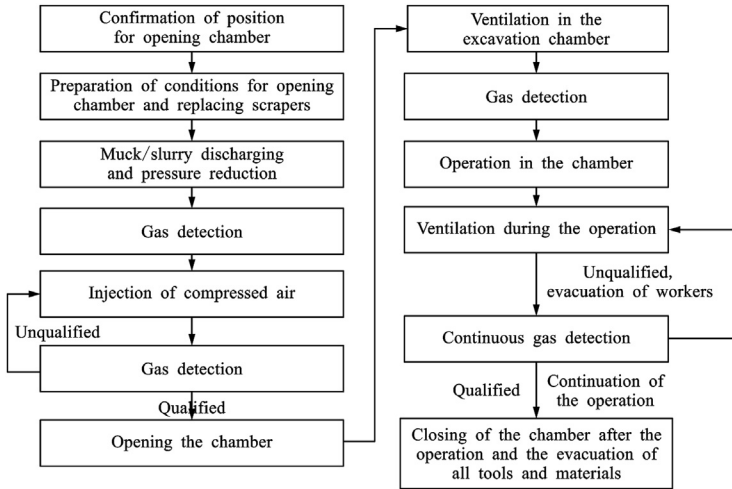 Confirmation of position
for opening chamber
Preparation of conditions for opening
chamber and replacing scrapers
Muck/slurry discharging
and pressure reduction
Gas detection
Injection of compressed air
Unqualified
Gas detection
Qualified
Opening the chamber
Ventilation in the
excavation chamber
Gas detection
Operation in the chamber
Ventilation during the operation
Unqualified,
evacuation of workers
Continuous gas detection
Qualified
Continuation of
the operation
Closing of the chamber after the
operation and the evacuation of
all tools and materials